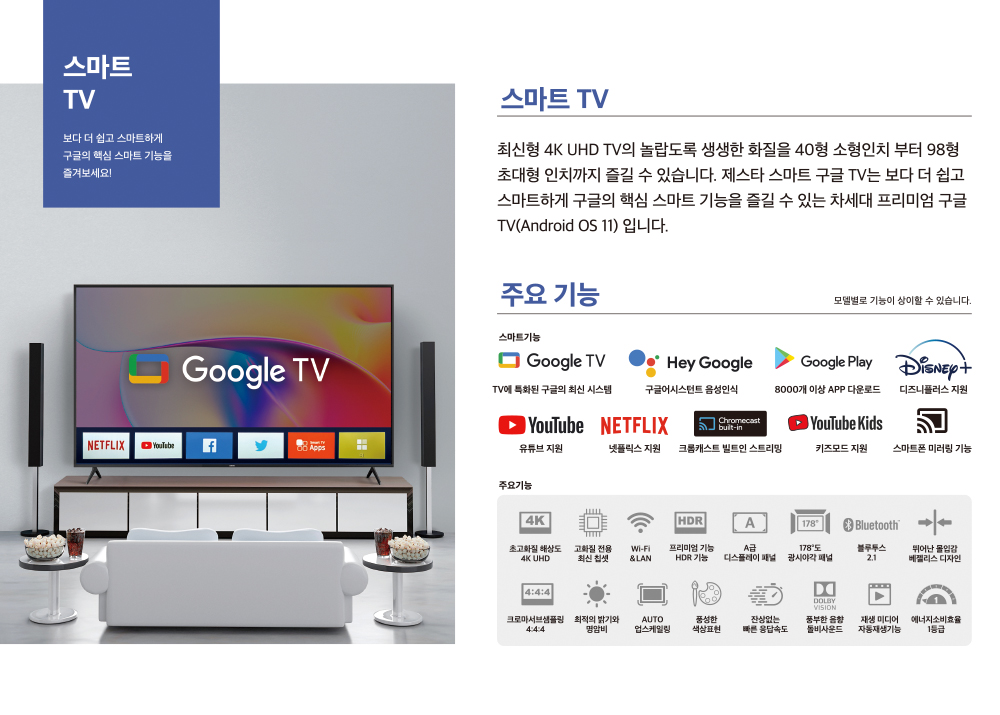 스마트
TV
보다 더 쉽고 스마트하게
구글의 핵심 스마트 기능을
즐겨보세요!
Google TV
NETFLIX
YouTube
Smart TV
Apps
스마트 TV
최신형 4K UHD TV의 놀랍도록 생생한 화질을 40형 소형인치 부터 98형
초대형 인치까지 즐길 수 있습니다. 제스타 스마트 구글 TV는 보다 더 쉽고
스마트하게 구글의 핵심 스마트 기능을 즐길 수 있는 차세대 프리미엄 구글
TV(Android OS 11) 입니다.
주요 기능
모델별로 기능이 상이할 수 있습니다.
스마트기능
Google TV
Hey Google
Google Play
Disney+
TV에 특화된 구글의 최신 시스템
구글어시스턴트 음성인식
8000개 이상 APP 다운로드
디즈니플러스 지원
YouTube
NETFLIX
Chromecast
built-in
YouTube Kids
유튜브 지원
넷플릭스 지원
크롬캐스트 빌트인 스트리밍
키즈모드 지원
스마트폰 미러링 기능
주요기능
4K
HDR
A
178°
Bluetooth
초고화질 해상도
4K UHD
고화질 전용
최신 칩셋
Wi-Fi
&LAN
프리미엄 기능
HDR 기능
A급
디스플레이 패널
178°도
광시야각 패널
블루투스
2.1
뛰어난 몰입감
베젤리스 디자인
4:4:4
DOLBY
VISION
1
크로마서브샘플링
4:4:4
최적의 밝기와
명암비
AUTO
업스케일링
풍성한
색상표현
잔상없는
빠른 응답속도
풍부한 음향
돌비사운드
재생 미디어
자동재생기능
에너지소비효율
1등급